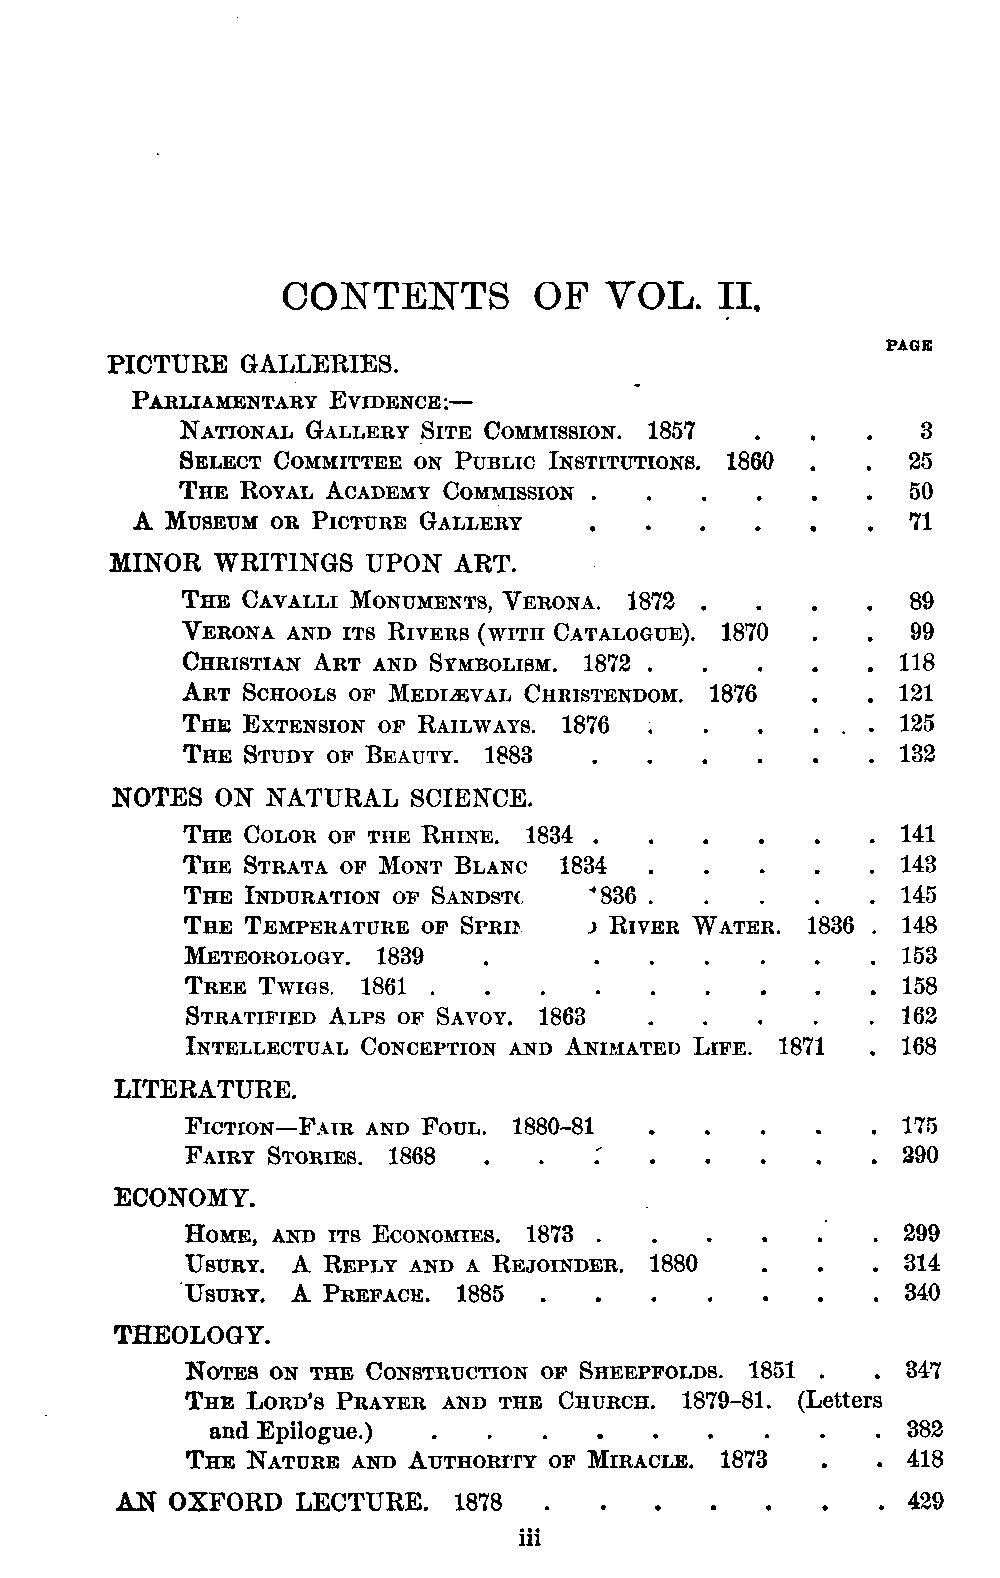 CONTENTS OF VOL. II.
PAGE
PICTURE GALLERIES.
PARLIAMENTARY EVIDENCE:—
NATIONAL GALLERY SITE COMMISSION. 1857 . . . 3
SELECT COMMITTEE ON PUBLIC INSTITUTIONS. 1860 . . 25
THE ROYAL ACADEMY COMMISSION . . . . . . 50
A MUSEUM OR PICTURE GALLERY . . . . . . 71
MINOR WRITINGS UPON ART.
THE CAVALLI MONUMENTS, VERONA. 1872 . . . . 89
VERONA AND ITS RIVERS (WITH CATALOGUE). 1870 . . 99
CHRISTIAN ART AND SYMBOLISM. 1872 . . . . . 118
ART SCHOOLS OF MEDIÆVAL CHRISTENDOM. 1876 . . 121
THE EXTENSION OF RAILWAYS. 1876 . . . . . 125
THE STUDY OF BEAUTY. 1883 . . . . . . 132
NOTES ON NATURAL SCIENCE.
THE COLOR OF THE RHINE. 1834 . . . . . . 141
THE STRATA OF MONT BLANC 1834 . . . . . 143
THE INDURATION OF 836 . . . . . 145
THE TEMPERATURE OF RIVER WATER. 1836 . 148
METEOROLOGY. 1839 . . . . . . . 153
TREE TWIGS. 1861 . . . . . . . . . 158
STRATIFIED ALPS OF SAVOY. 1863 . . . . . 162
INTELLECTUAL CONCEPTION AND ANIMATED LIFE. 1871 . 168
LITERATURE.
FICTION—FAIR AND FOUL. 1880–81 . . . . . 175
FAIRY STORIES. 1868 . . . . . . . . 290
ECONOMY.
HOME, AND ITS ECONOMIES. 1873 . . . . . . 299
USURY. A REPLY AND A REJOINDER. 1880 . . . 314
USURY. A PREFACE. 1885 . . . . . . . 340
THEOLOGY.
NOTES ON THE CONSTRUCTION OF SHEEPFOLDS. 1851 . . 347
THE LORD'S PRAYER AND THE CHURCH. 1879–81. (Letters
and Epilogue.) . . . . . . . . . 382
THE NATURE AND AUTHORITY OF MIRACLE. 1873 . . 418
AN OXFORD LECTURE. 1878 . . . . . . . 429
iii